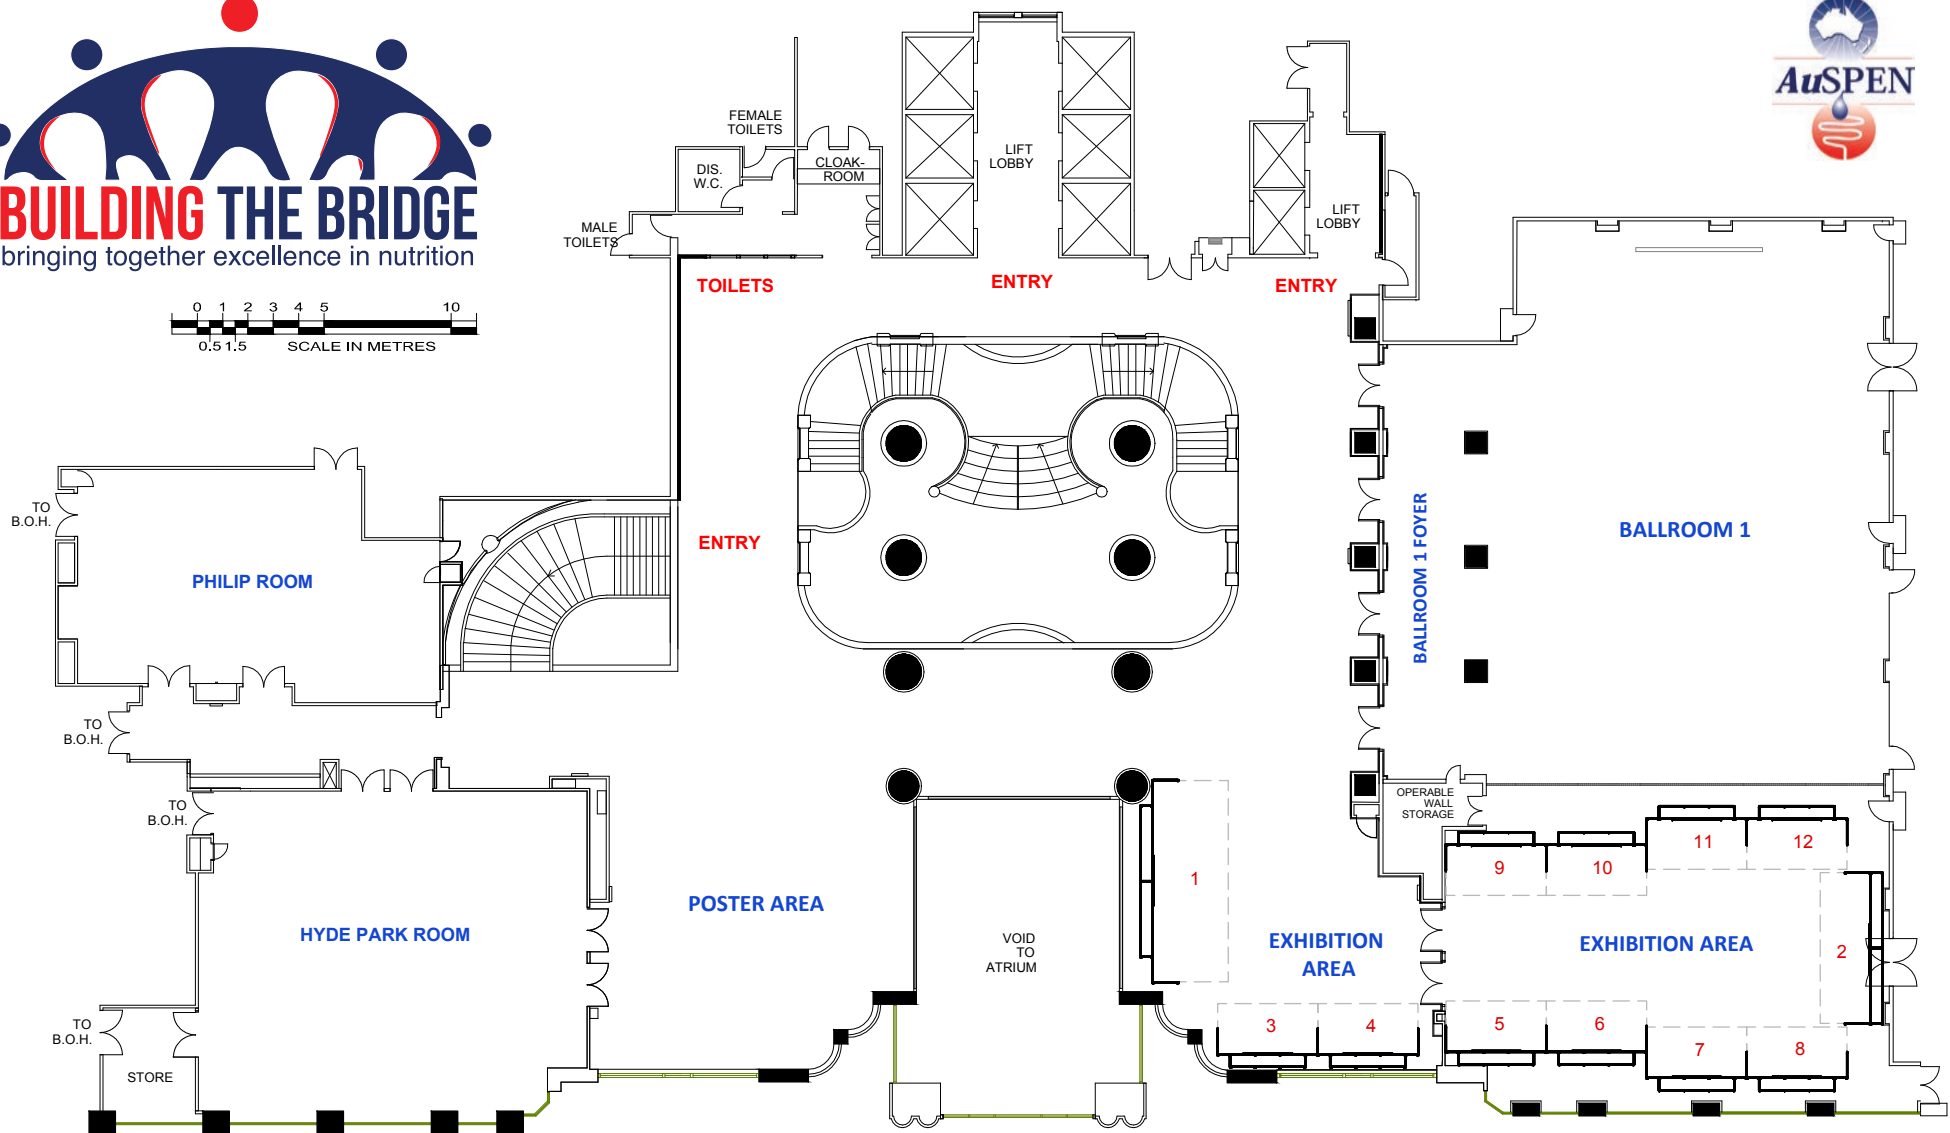 BUILDING THE BRIDGE
bringing together excellence in nutrition
AuSPEN
0 1 2 3 4 5 10
0.5 1.5 SCALE IN METRES
FEMALE
TOILETS
DIS.
W.C.
CLOAK-
ROOM
MALE
TOILETS
LIFT
LOBBY
LIFT
LOBBY
TOILETS
ENTRY
ENTRY
ENTRY
TO
B.O.H.
PHILIP ROOM
BALLROOM 1 FOYER
BALLROOM 1
TO
B.O.H.
TO
B.O.H.
OPERABLE
WALL
STORAGE
HYDE PARK ROOM
POSTER AREA
VOID
TO
ATRIUM
1
EXHIBITION
AREA
3
4
9
10
11
12
EXHIBITION AREA
2
5
6
7
8
TO
B.O.H.
STORE